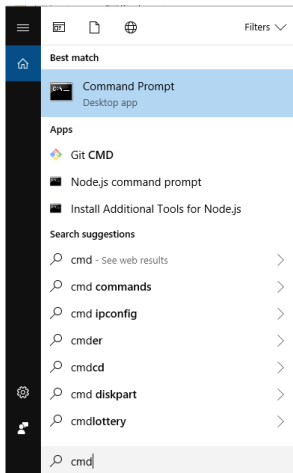 Filters
Best match
Command Prompt
Desktop app
Apps
Git CMD
Node.js command prompt
Install Additional Tools for Node.js
Search suggestions
cmd - See web results
cmd commands
cmd ipconfig
cmder
cmdcd
cmd diskpart
cmdlottery
cmd